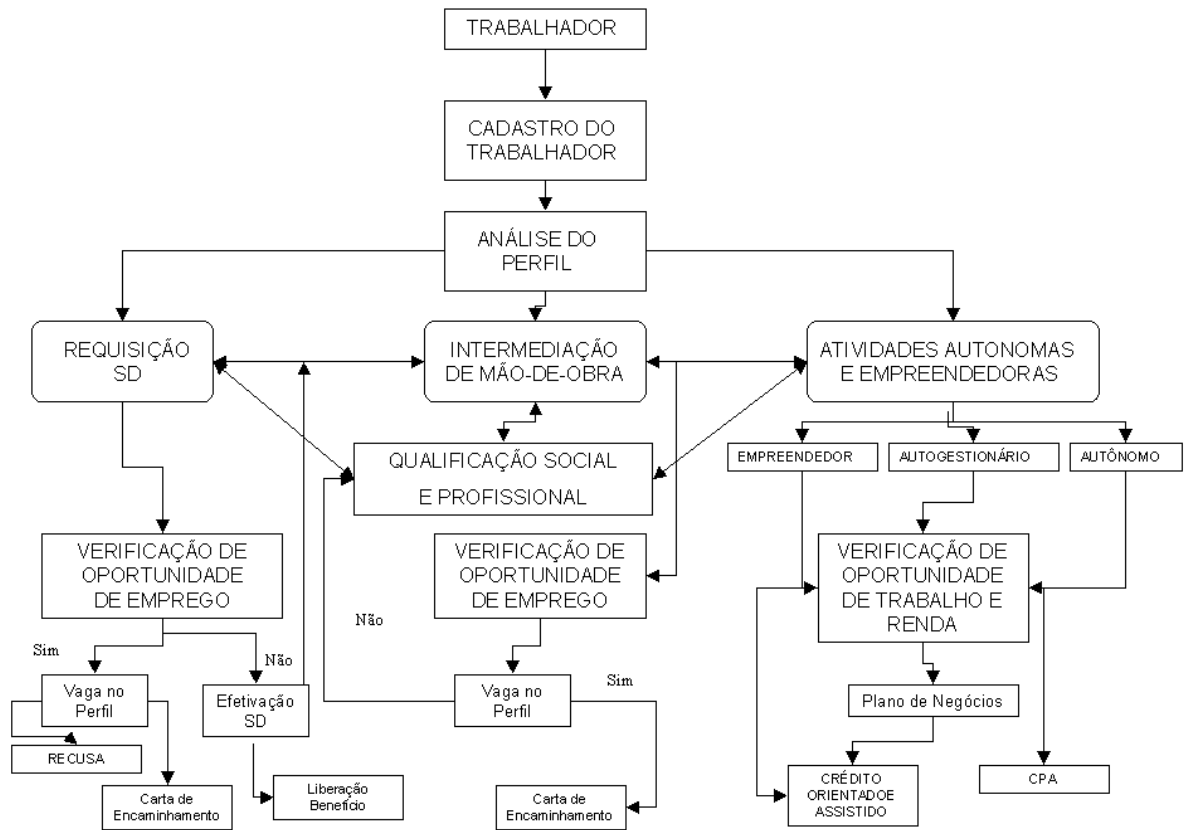 TRABALHADOR
CADASTRO DO
TRABALHADOR
ANÁLISE DO
PERFIL
REQUISIÇÃO
SD
INTERMEDIAÇÃO
DE MÃO-DE-OBRA
ATIVIDADES AUTONOMAS
E EMPREENDEDORAS
QUALIFICAÇÃO SOCIAL
E PROFISSIONAL
EMPREENDEDOR
AUTOGESTIONÁRIO
AUTÔNOMO
VERIFICAÇÃO DE
OPORTUNIDADE
DE EMPREGO
VERIFICAÇÃO DE
OPORTUNIDADE
DE EMPREGO
VERIFICAÇÃO DE
OPORTUNIDADE
DE TRABALHO E
RENDA
Sim
Não
Não
Sim
Vaga no
Perfil
Efetivação
SD
Vaga no
Perfil
Plano de Negócios
RECUSA
Carta de
Encaminhamento
Liberação
Benefício
Carta de
Encaminhamento
CRÉDITO
ORIENTADOE
ASSISTIDO
CPA